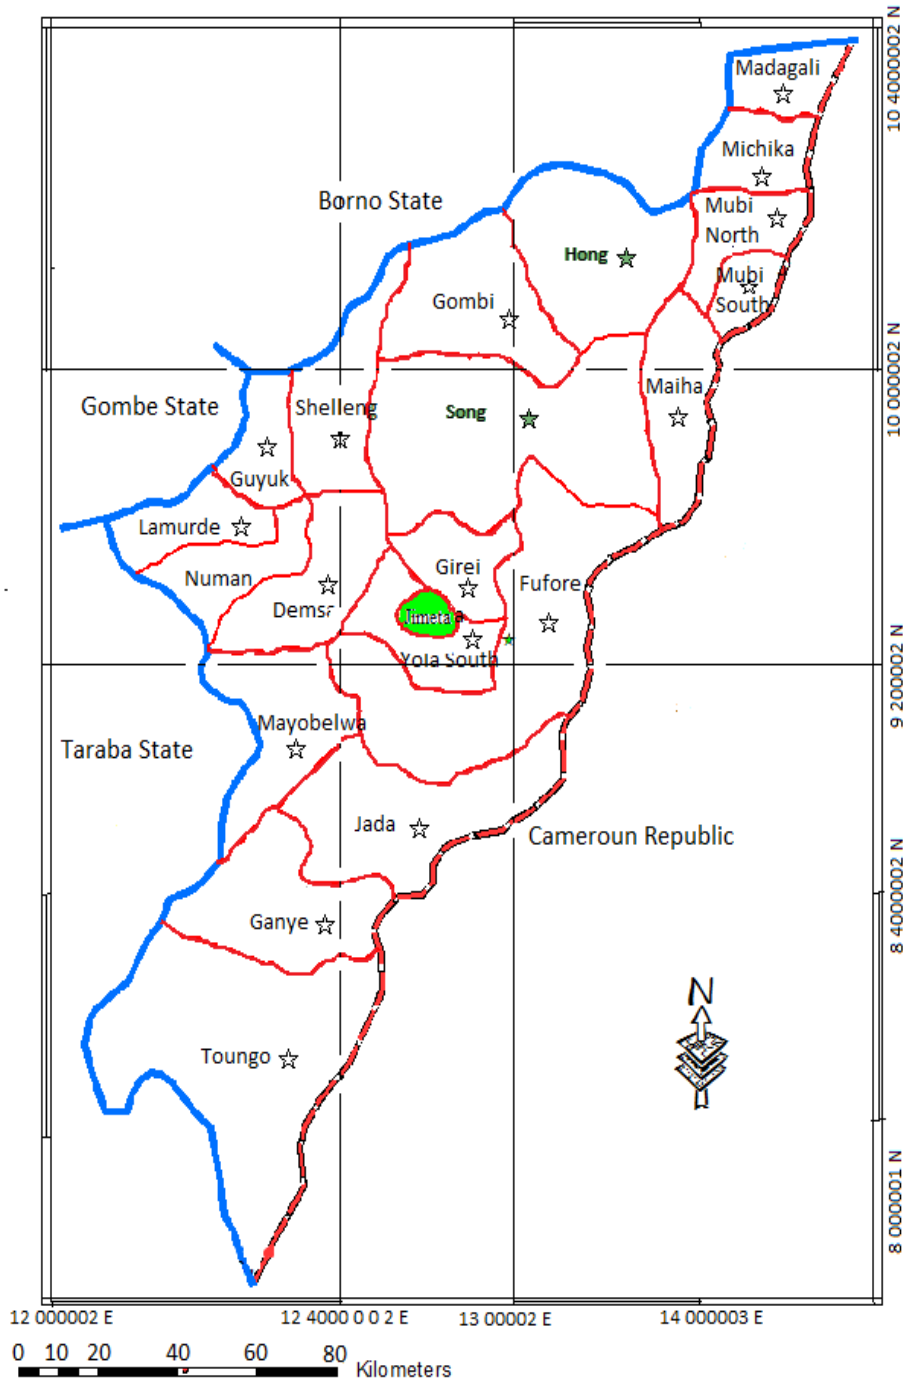 Madagali
10 4000002 N
Michika
Borno State
Mubi
North
Hong
Mubi
South
Gombi
10 000002 N
Maiha
Gombe State
Shelleng
Song
Guyuk
Lamurde
Girei
Numan
Fufore
Demsa
Jimeta
a
Yola South
9 200002 N
Mayobelwa
Taraba State
Jada
Cameroun Republic
8 4000002 N
Ganye
N
Toungo
8 000001 N
12 000002 E
12 40000 0 0 2 E
13 00002 E
14 000003 E
0 10 20 42 60 80
Kilometers